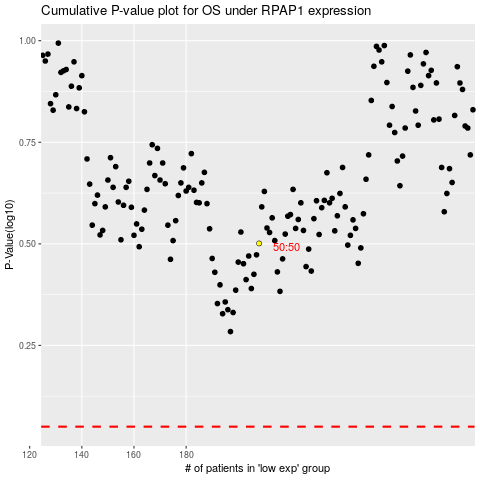 Cumulative P-value plot for OS under RPAP1 expression
1.00
0.75
0.50
0.25
P-Value(log10)
50:50
120 140 160 180
# of patients in 'low exp' group